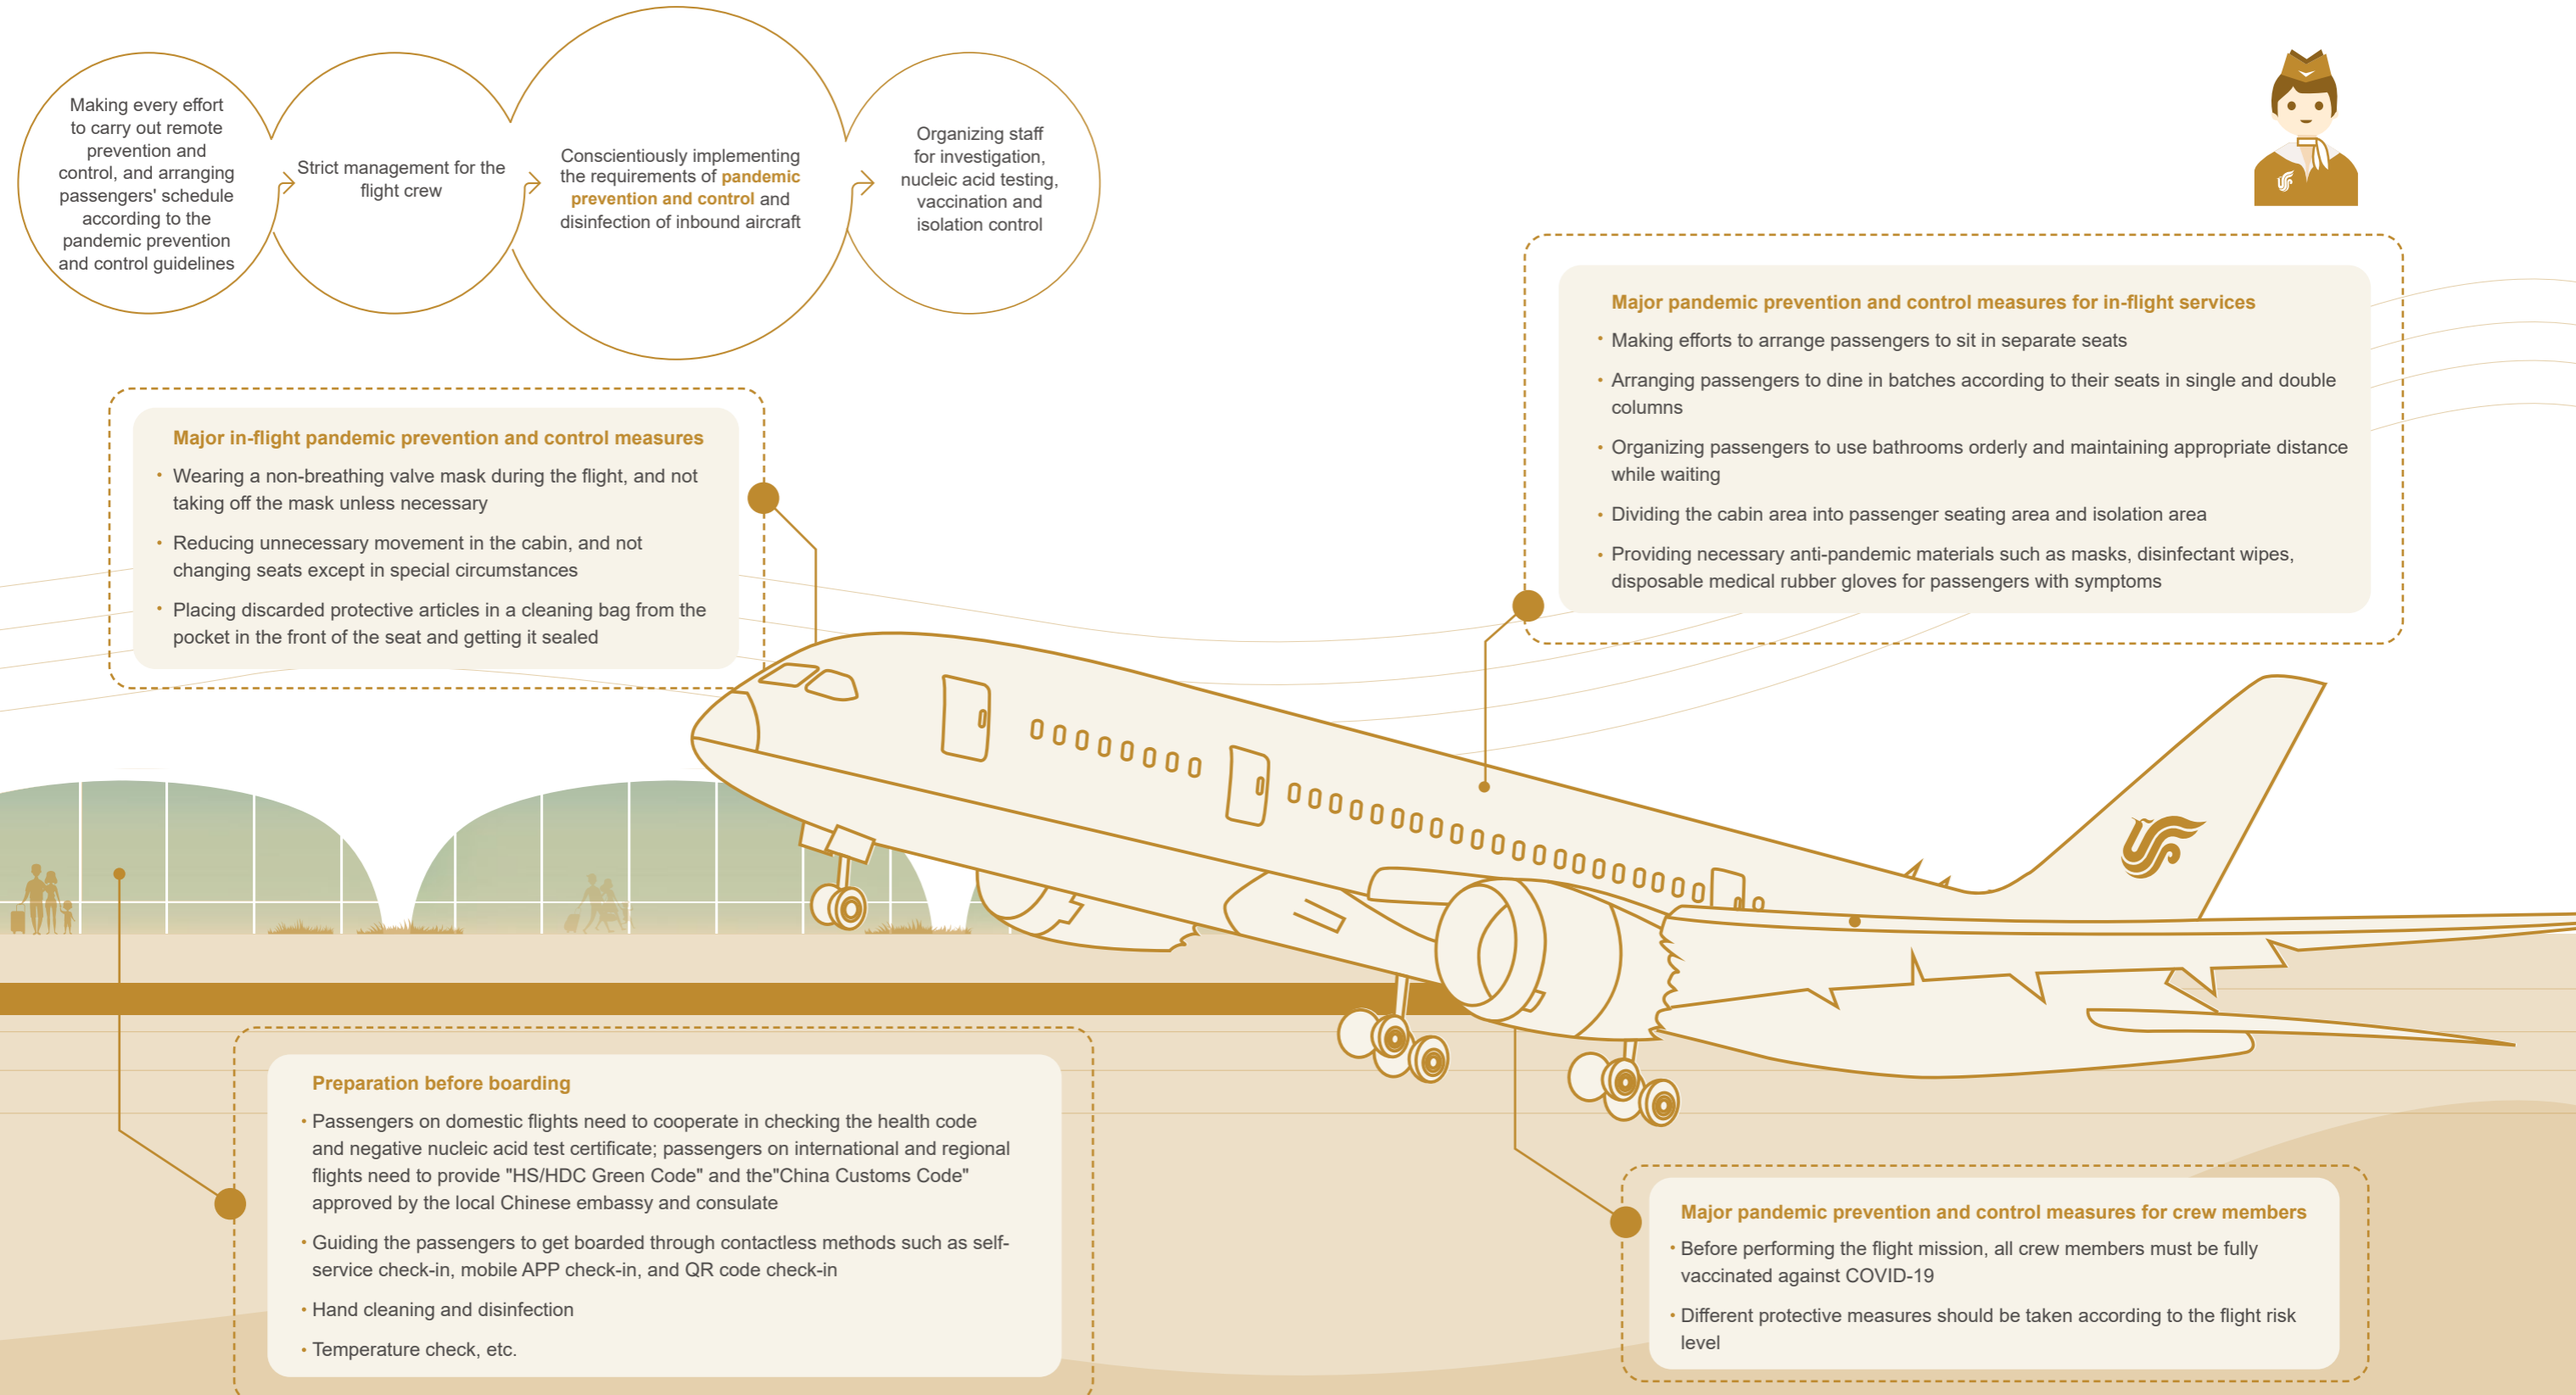 Making every effort
to carry out remote
prevention and
control, and arranging
passengers' schedule
according to the
pandemic prevention
and control guidelines
Strict management for the
flight crew
Conscientiously implementing
the requirements of pandemic
prevention and control and
disinfection of inbound aircraft
Organizing staff
for investigation,
nucleic acid testing,
vaccination and
isolation control
Major in-flight pandemic prevention and control measures
• Wearing a non-breathing valve mask during the flight, and not
taking off the mask unless necessary
• Reducing unnecessary movement in the cabin, and not
changing seats except in special circumstances
• Placing discarded protective articles in a cleaning bag from the
pocket in the front of the seat and getting it sealed
Major pandemic prevention and control measures for in-flight services
• Making efforts to arrange passengers to sit in separate seats
• Arranging passengers to dine in batches according to their seats in single and double
columns
• Organizing passengers to use bathrooms orderly and maintaining appropriate distance
while waiting
• Dividing the cabin area into passenger seating area and isolation area
• Providing necessary anti-pandemic materials such as masks, disinfectant wipes,
disposable medical rubber gloves for passengers with symptoms
Preparation before boarding
• Passengers on domestic flights need to cooperate in checking the health code
and negative nucleic acid test certificate; passengers on international and regional
flights need to provide "HS/HDC Green Code" and the"China Customs Code"
approved by the local Chinese embassy and consulate
• Guiding the passengers to get boarded through contactless methods such as self-
service check-in, mobile APP check-in, and QR code check-in
• Hand cleaning and disinfection
• Temperature check, etc.
Major pandemic prevention and control measures for crew members
• Before performing the flight mission, all crew members must be fully
vaccinated against COVID-19
• Different protective measures should be taken according to the flight risk
level